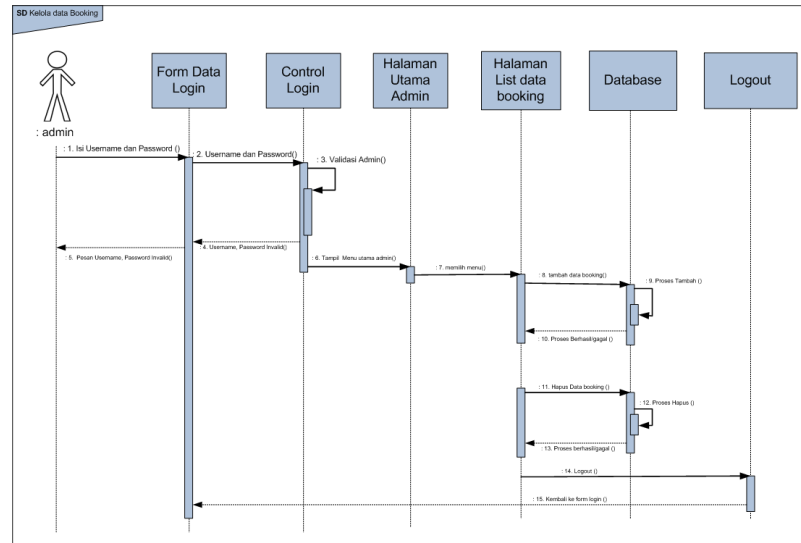 SD Kelola data Booking
Form Data
Login
Control
Login
Halaman
Utama
Admin
Halaman
List data
booking
Database
Logout
: admin
: 1. Isi Username dan Password ()
: 2. Username dan Password()
: 3. Validasi Admin()
: 4. Username, Password Invalid()
: 5. Pesan Username, Password Invalid()
: 6. Tampil Menu utama admin()
: 7. memilih menu()
: 8. tambah data booking()
: 9. Proses Tambah ()
: 10. Proses Berhasil/gagal ()
: 11. Hapus Data booking ()
: 12. Proses Hapus ()
: 13. Proses berhasil/gagal ()
: 14. Logout ()
: 15. Kembali ke form login ()